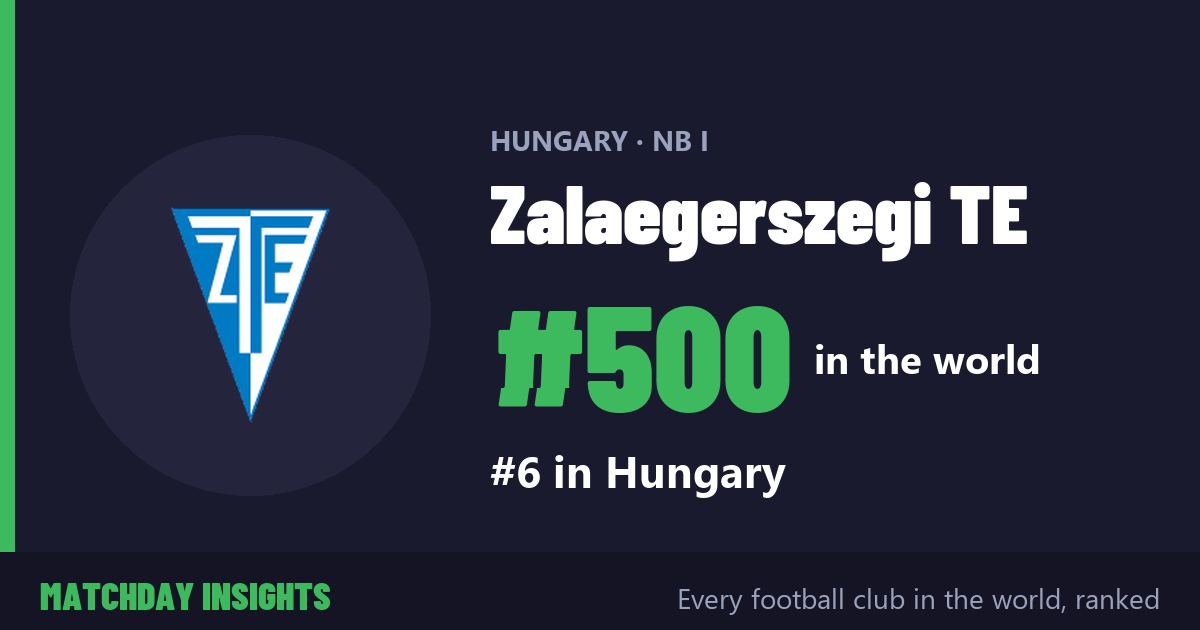 HUNGARY · NB I
Zalaegerszegi TE
ZTE
#500 in the world
#6 in Hungary
MATCHDAY INSIGHTS
Every football club in the world, ranked